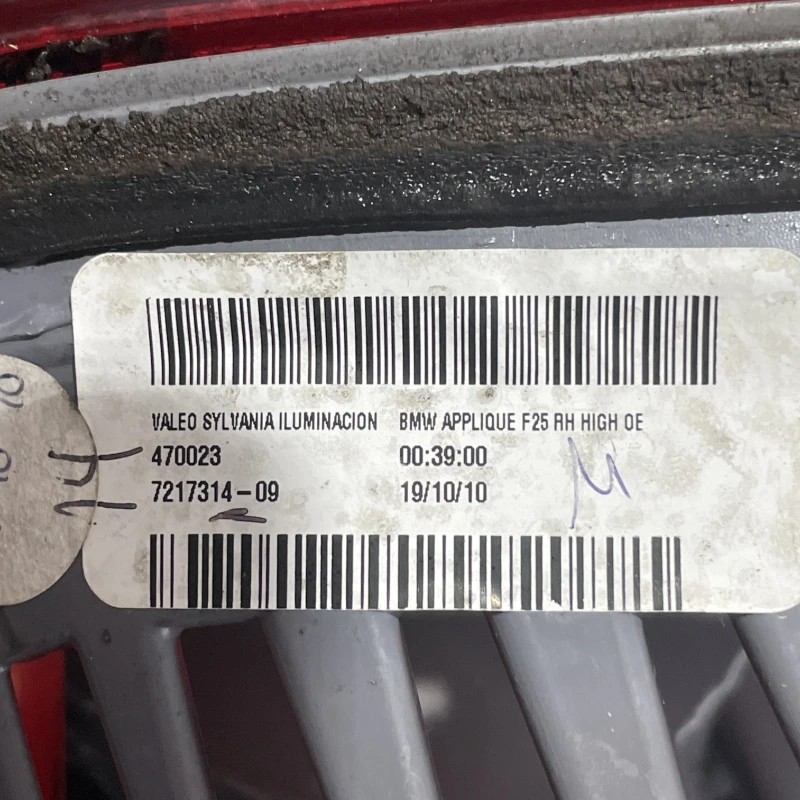 VALEO SYLVANIA ILUMINACION BMW APPLIQUE F25 RH HIGH OE
470023 00:39:00
7217314-09 19/10/10